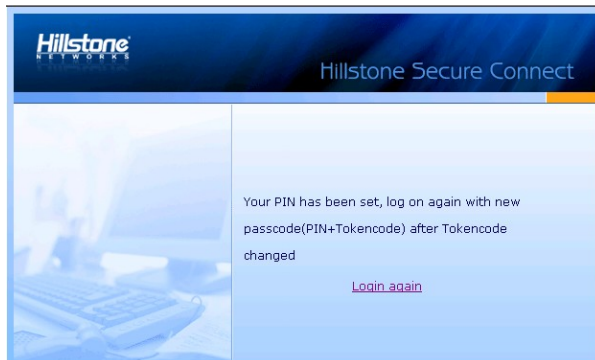 Hillstone
NETWORKS
Hillstone Secure Connect
Your PIN has been set, log on again with new
passcode(PIN+Tokencode) after Tokencode
changed
Login again